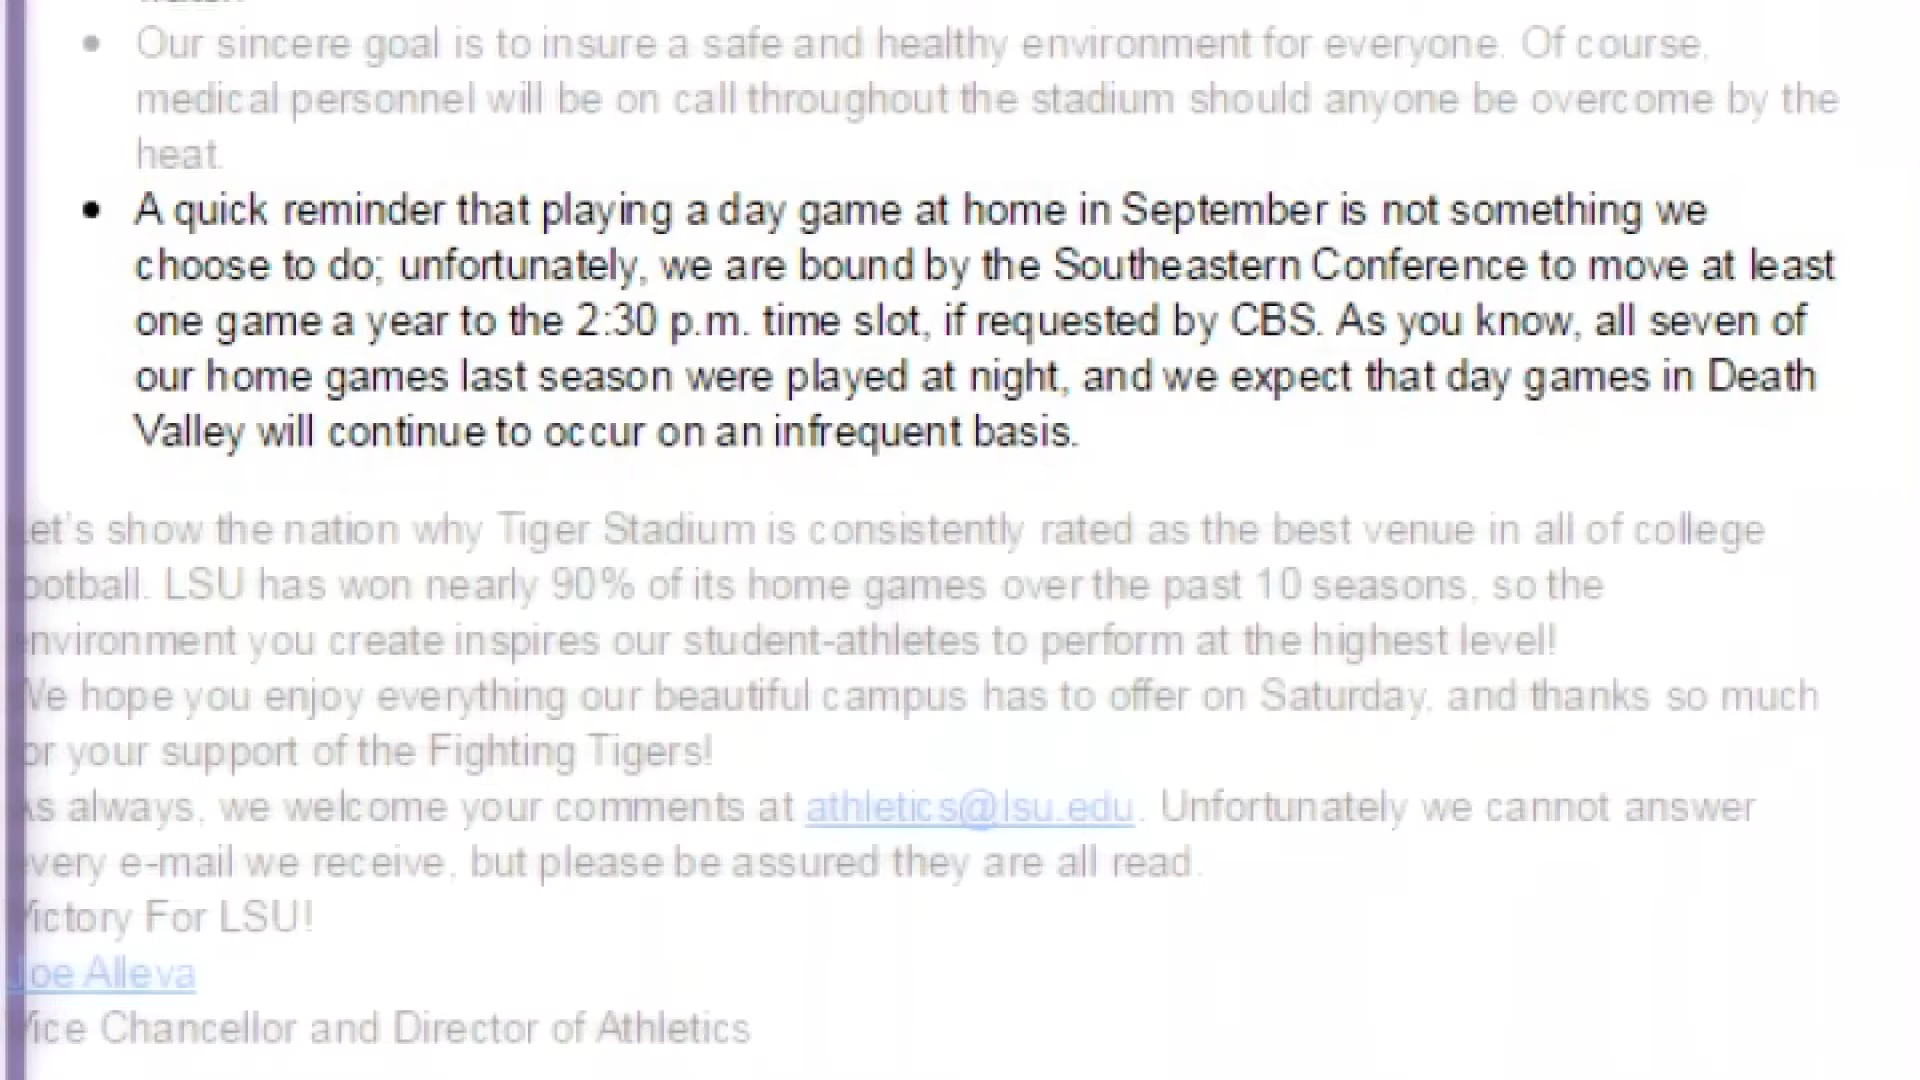 Our sincere goal is to insure a safe and healthy environment for everyone. Of course,
medical personnel will be on call throughout the stadium should anyone be overcome by the
heat.
A quick reminder that playing a day game at home in September is not something we
choose to do; unfortunately, we are bound by the Southeastern Conference to move at least
one game a year to the 2:30 p.m. time slot, if requested by CBS. As you know, all seven of
our home games last season were played at night, and we expect that day games in Death
Valley will continue to occur on an infrequent basis.
Let's show the nation why Tiger Stadium is consistently rated as the best venue in all of college
ootball. LSU has won nearly 90% of its home games over the past 10 seasons, so the
environment you create inspires our student-athletes to perform at the highest level!
We hope you enjoy everything our beautiful campus has to offer on Saturday, and thanks so much
or your support of the Fighting Tigers!
As always, we welcome your comments at athletics@lsu.edu. Unfortunately we cannot answer
every e-mail we receive, but please be assured they are all read.
Victory For LSU!
Joe Alleva
Vice Chancellor and Director of Athletics